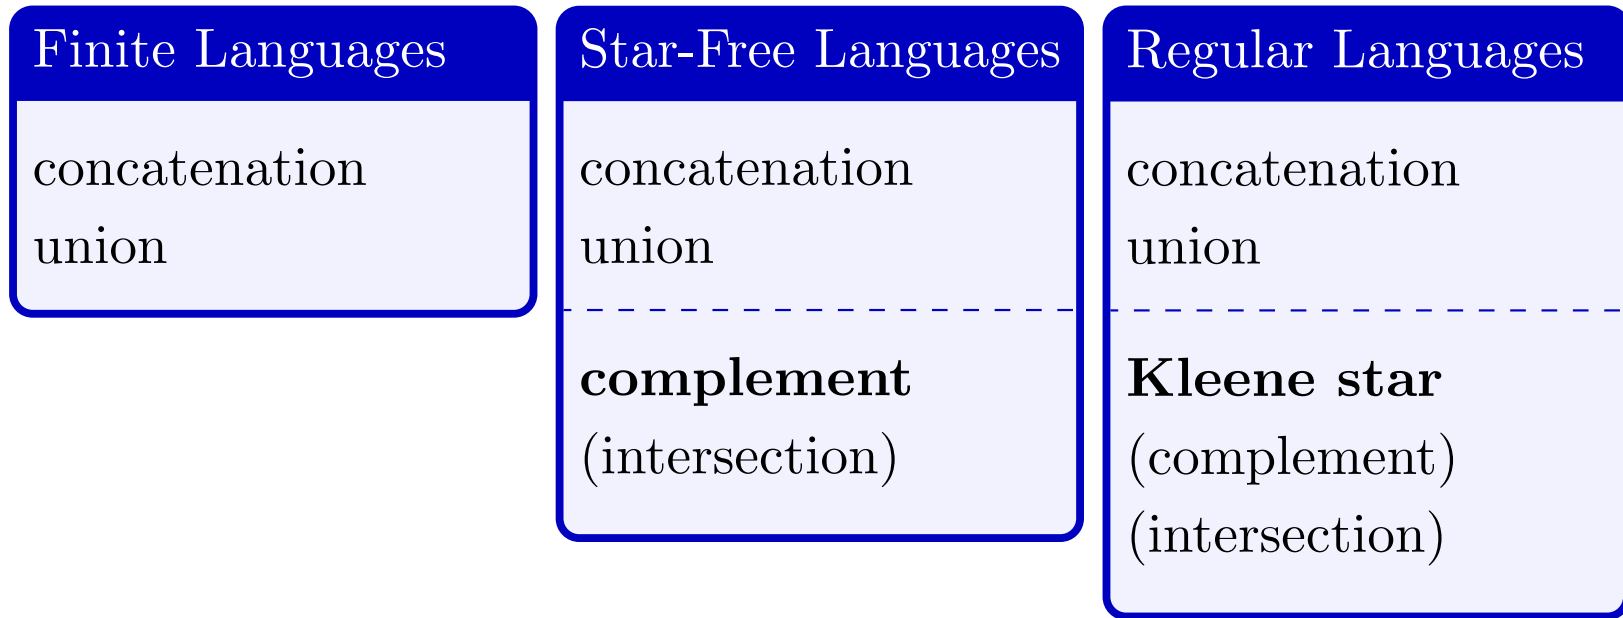 Finite Languages
concatenation
union
Star-Free Languages
concatenation
union
complement
(intersection)
Regular Languages
concatenation
union
Kleene star
(complement)
(intersection)